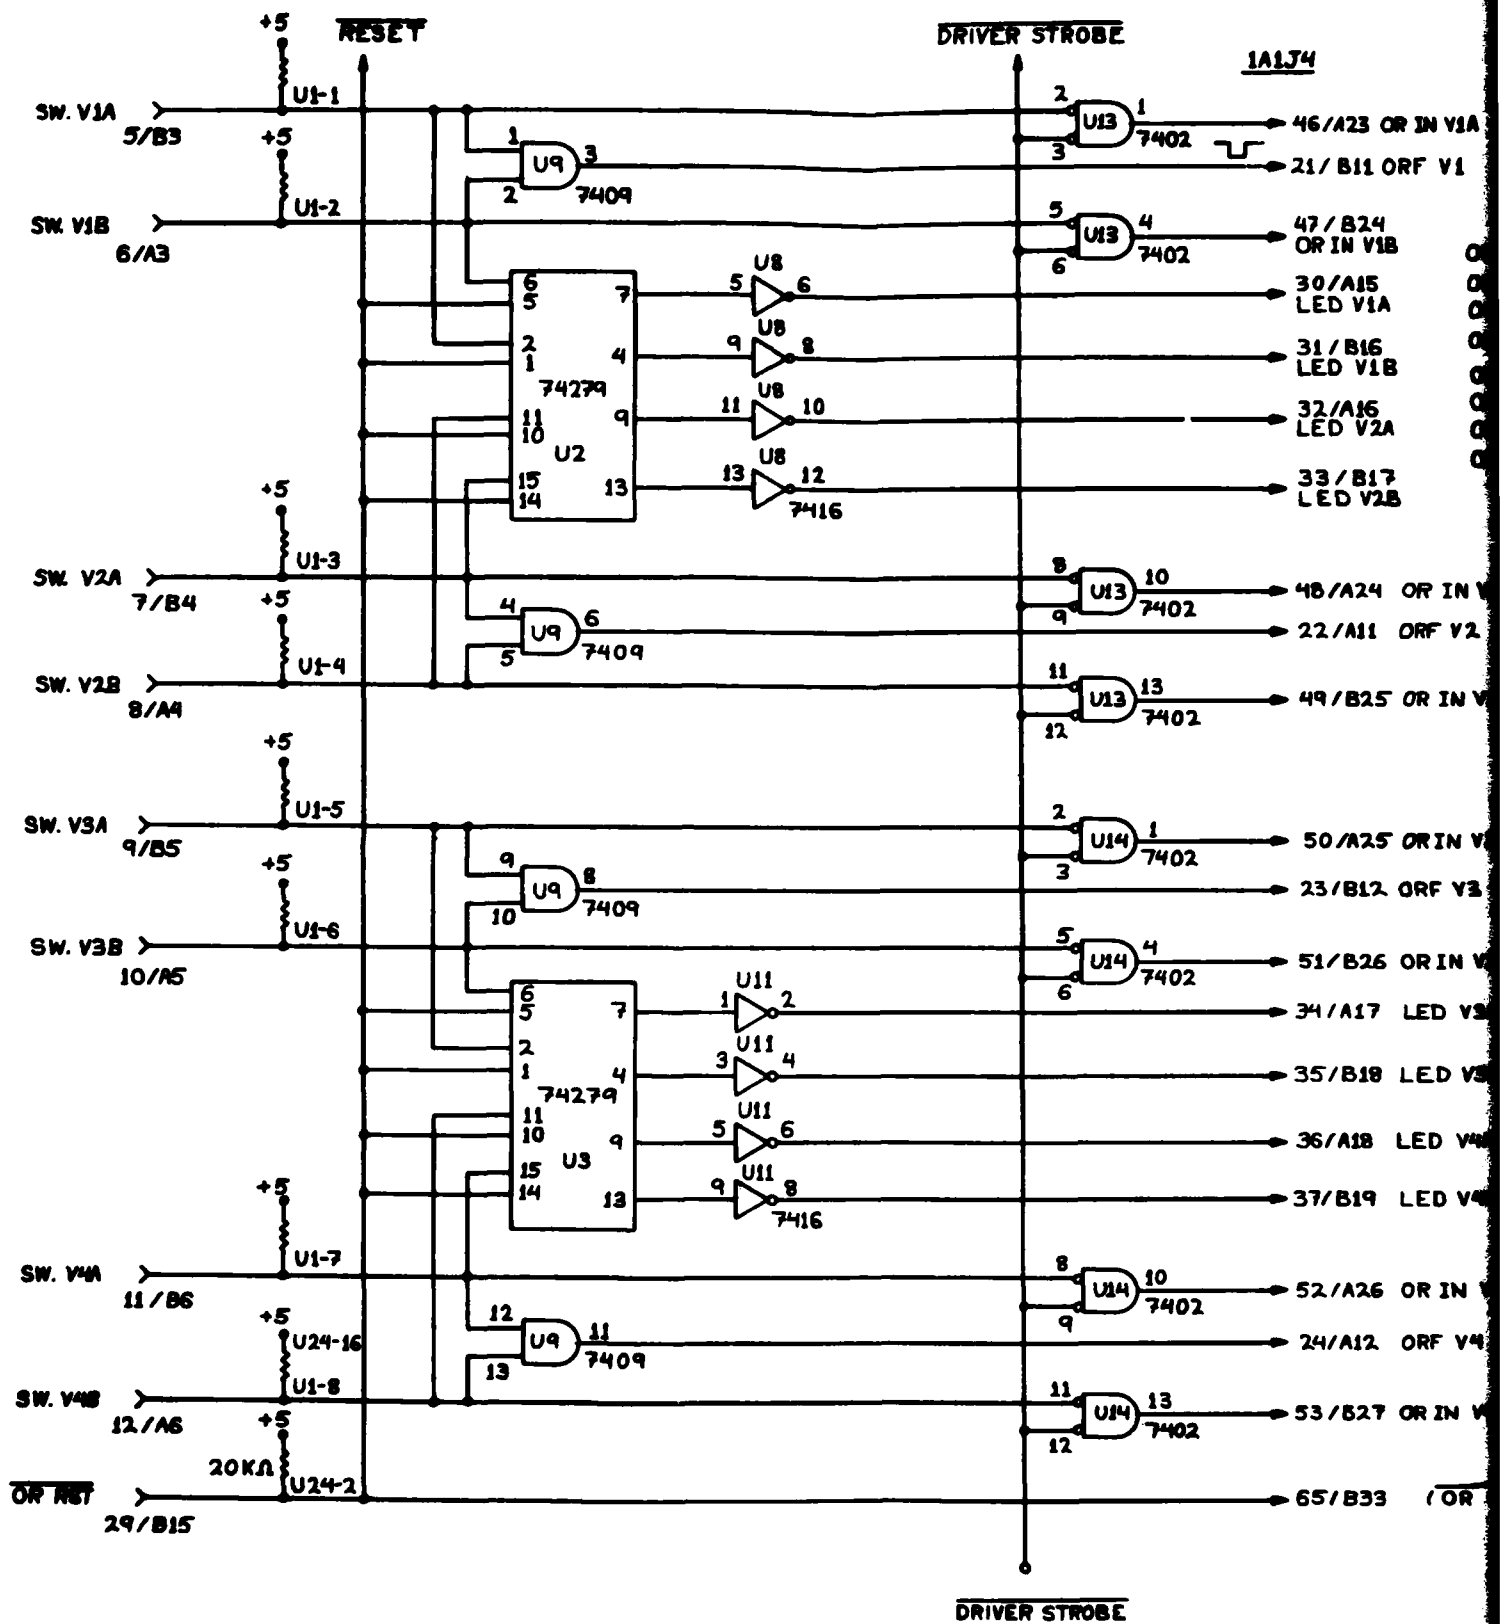 +5
RESET
DRIVER STROBE
1A1J4
SW. V1A
5/B3
U1-1
2
3
U13
1
7402
46/A23 OR IN V1A
+5
1
2
U9
3
7409
21/B11 ORF V1
SW. V1B
6/A3
U1-2
5
6
U13
4
7402
47/B24
OR IN V1B
6
5
2
1
11
10
15
14
74279
U2
7
4
9
13
5
U8
6
30/A15
LED V1A
9
U8
8
31/B16
LED V1B
11
U8
10
32/A16
LED V2A
13
U8
12
7416
33/B17
LED V2B
+5
SW. V2A
7/B4
U1-3
8
9
U13
10
7402
48/A24 OR IN
+5
4
5
U9
6
7409
22/A11 ORF V2
SW. V2B
8/A4
U1-4
11
12
U13
13
7402
49/B25 OR IN
+5
SW. V3A
9/B5
U1-5
2
3
U14
1
7402
50/A25 OR IN
+5
9
10
U9
8
7409
23/B12 ORF V3
SW. V3B
10/A5
U1-6
5
6
U14
4
7402
51/B26 OR IN
6
5
2
1
11
10
15
14
74279
U3
7
4
9
13
1
U11
2
34/A17 LED
3
U11
4
35/B18 LED
5
U11
6
36/A18 LED
9
U11
8
7416
37/B19 LED
+5
SW. V4A
11/B6
U1-7
8
9
U14
10
7402
52/A26 OR IN
+5
U24-16
12
13
U9
11
7409
24/A12 ORF V4
SW. V4B
12/A6
U1-8
11
12
U14
13
7402
53/B27 OR IN
+5
20KΩ
OR RST
29/B15
U24-2
65/B33 (OR
DRIVER STROBE